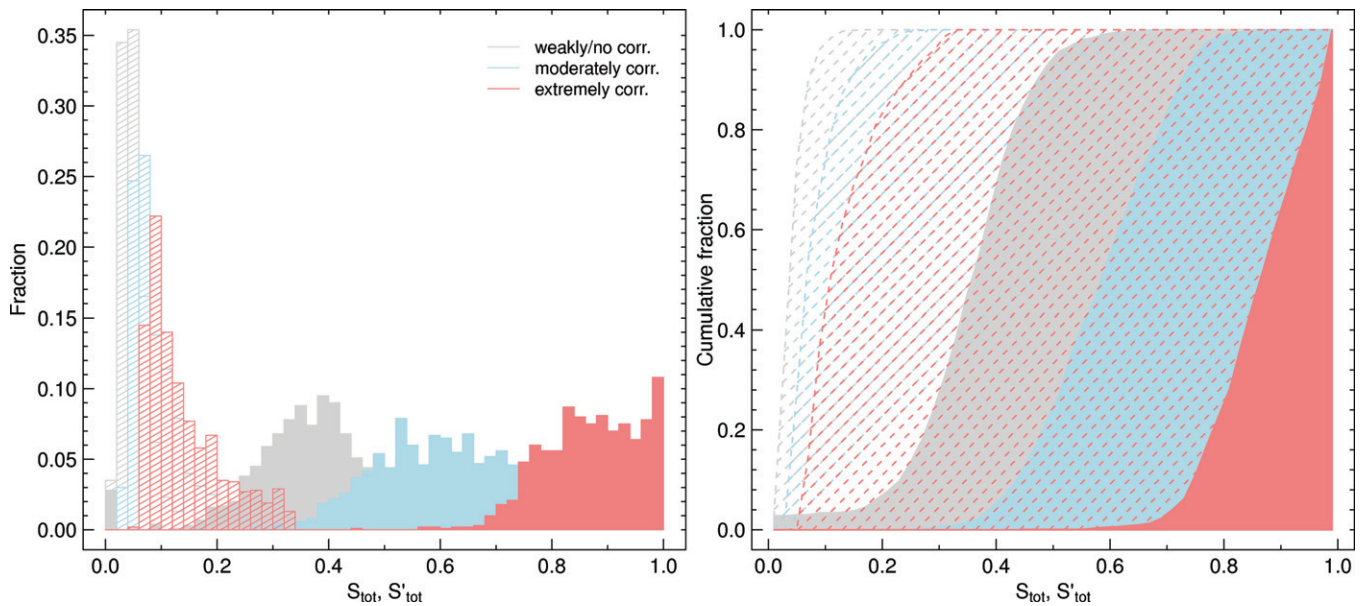 0.35
0.30
0.25
0.20
0.15
0.10
0.05
0.00
Fraction
weakly/no corr.
moderately corr.
extremely corr.
0.0 0.2 0.4 0.6 0.8 1.0
S_tot, S'_tot
1.0
0.8
0.6
0.4
0.2
0.0
Cumulative fraction
0.0 0.2 0.4 0.6 0.8 1.0
S_tot, S'_tot